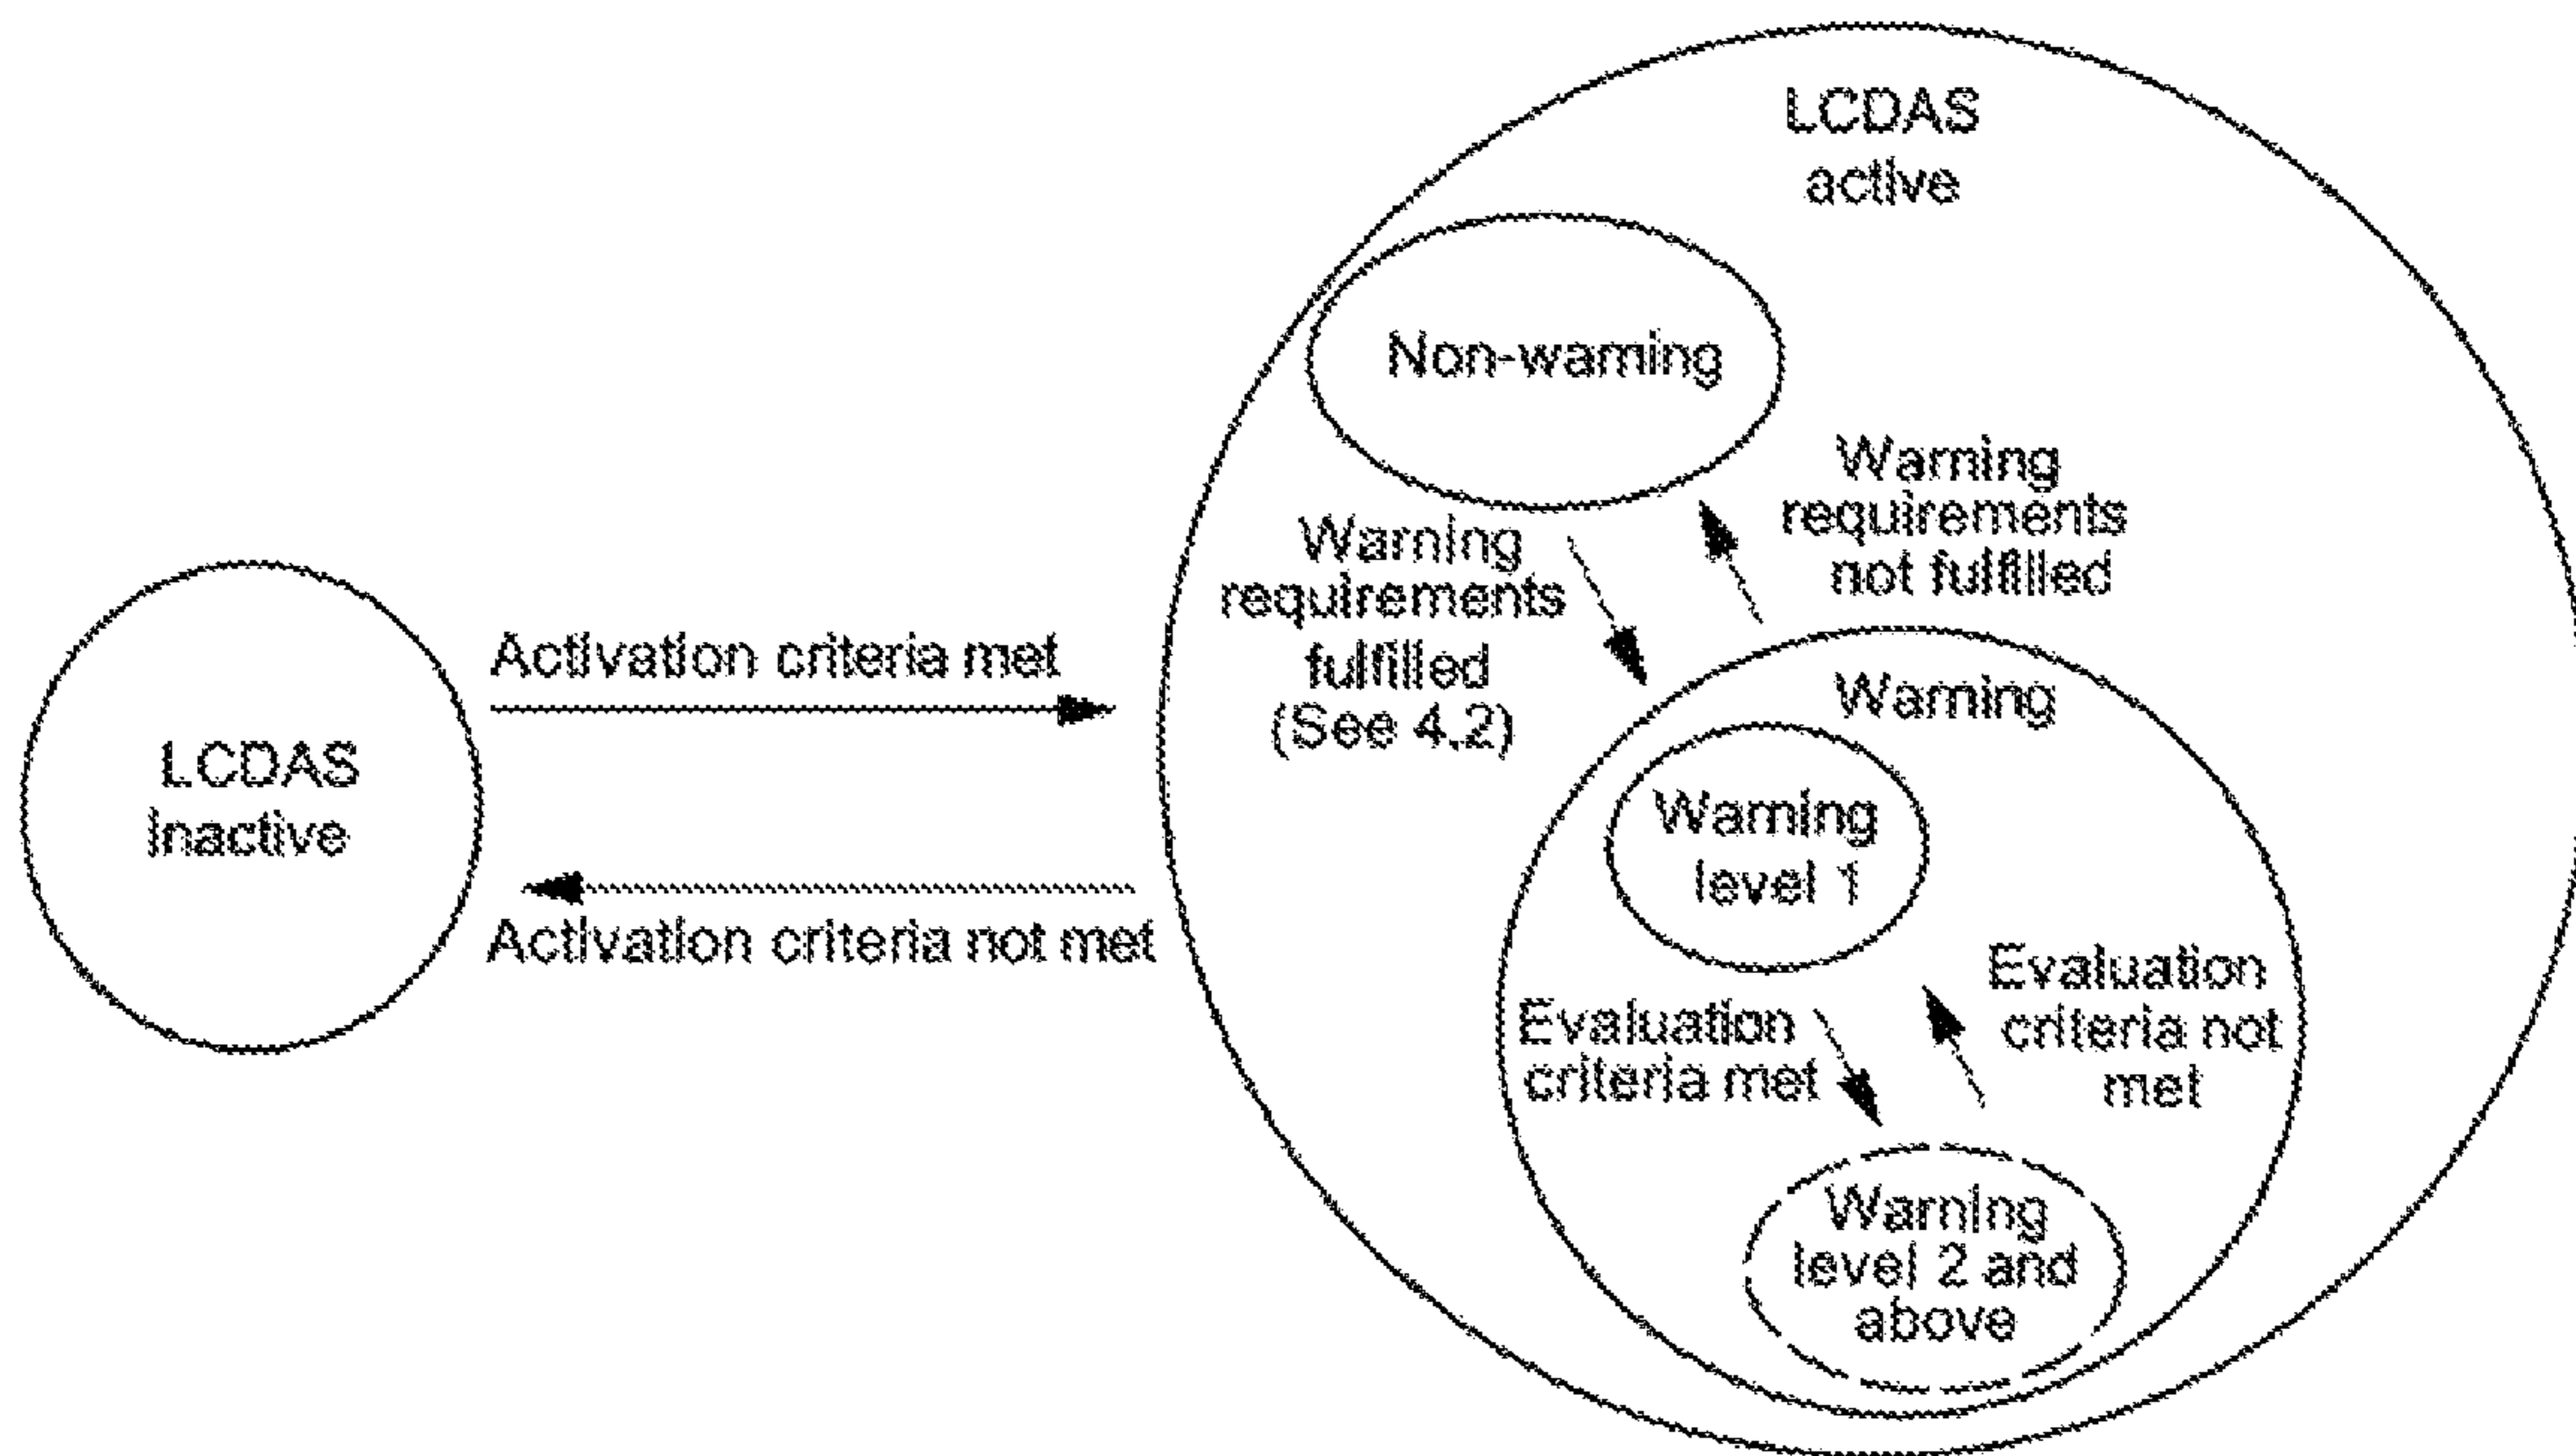 LCDAS
active
Non-warning
Warning
requirements
not fulfilled
Warning
requirements
fulfilled
(See 4.2)
Activation criteria met
LCDAS
inactive
Activation criteria not met
Warning
Warning
level 1
Evaluation
criteria met
Evaluation
criteria not
met
Warning
level 2 and
above